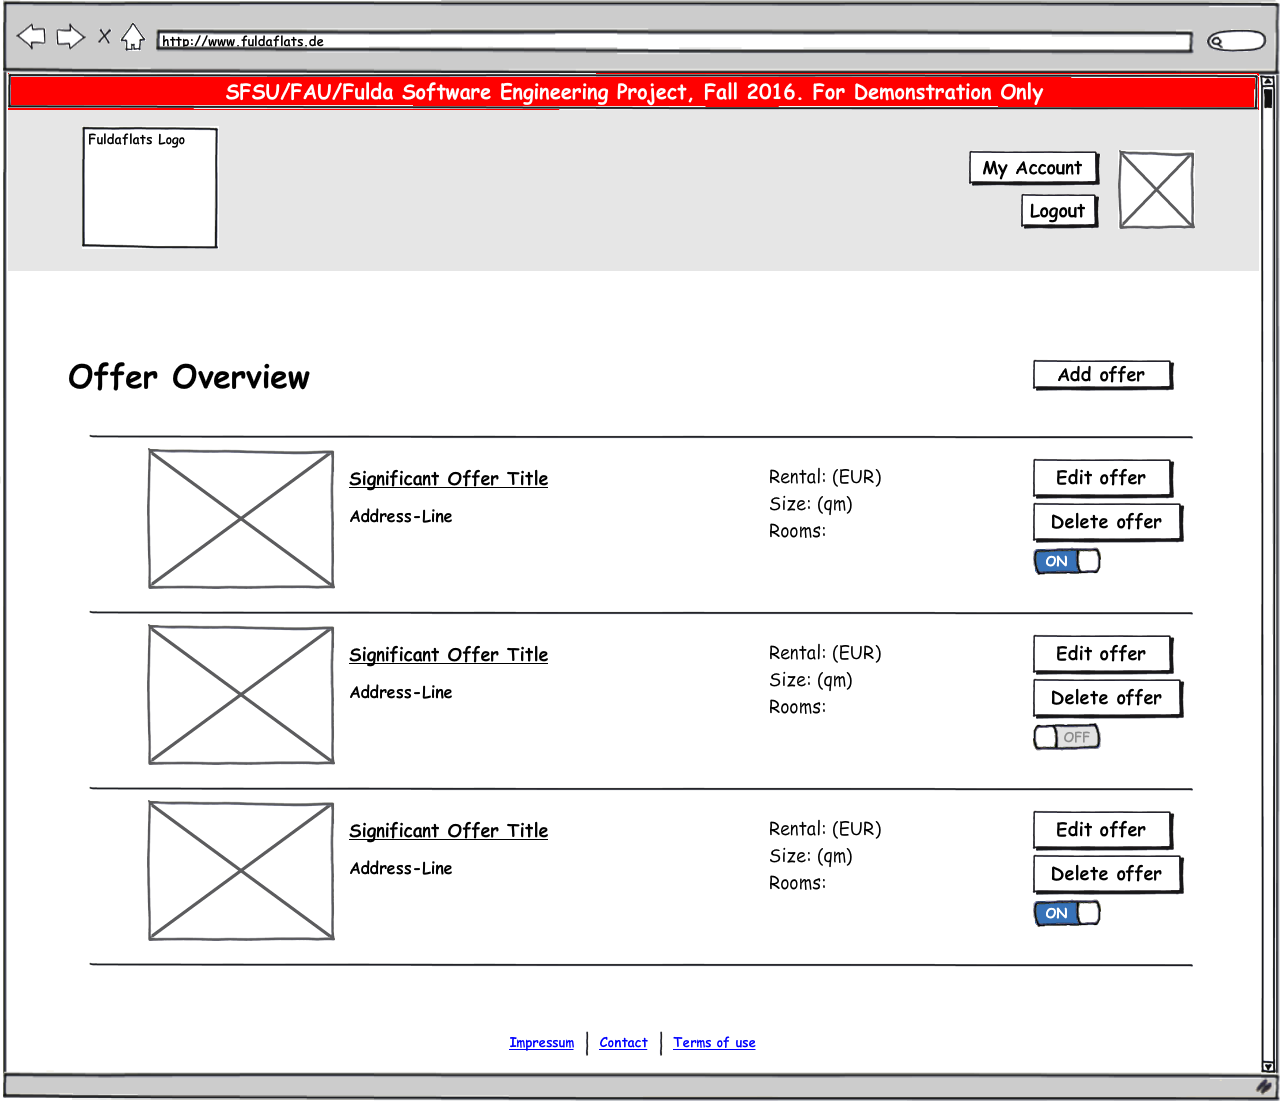 http://www.fuldaflats.de
SFSU/FAU/Fulda Software Engineering Project, Fall 2016. For Demonstration Only
Fuldaflats Logo
My Account
Logout
Offer Overview
Add offer
Significant Offer Title
Address-Line
Rental: (EUR)
Size: (qm)
Rooms:
Edit offer
Delete offer
ON
Significant Offer Title
Address-Line
Rental: (EUR)
Size: (qm)
Rooms:
Edit offer
Delete offer
OFF
Significant Offer Title
Address-Line
Rental: (EUR)
Size: (qm)
Rooms:
Edit offer
Delete offer
ON
Impressum | Contact | Terms of use